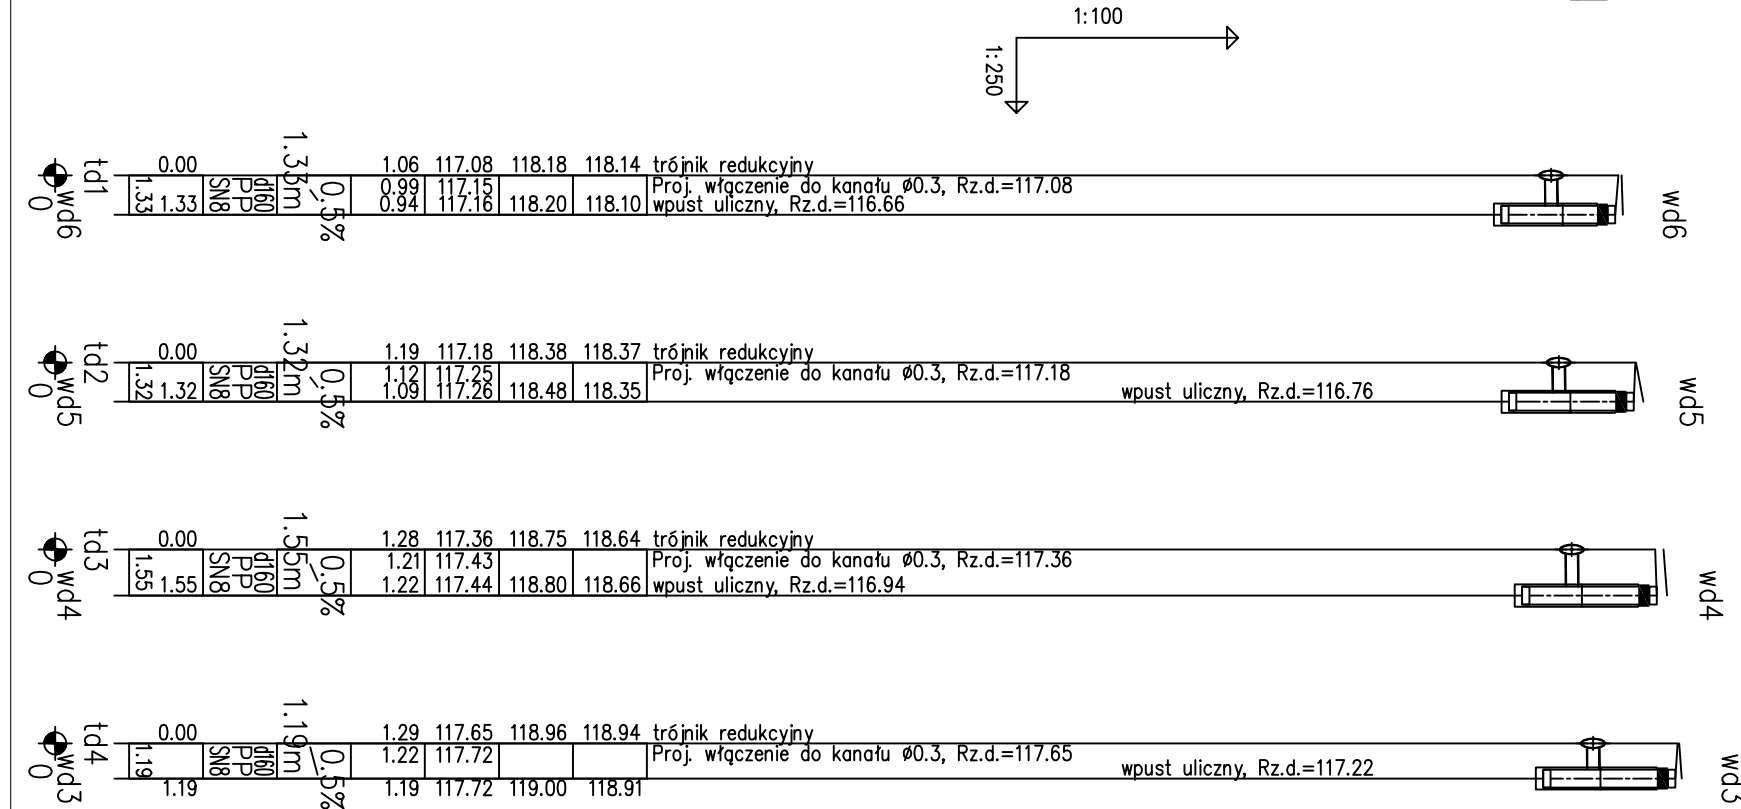 1:100
1:250
0.00 1.06 117.08 118.18 118.14 trójnik redukcyjny
0.99 117.15 Proj. włączenie do kanału ø0.3, Rz.d.=117.08
1.33 0.94 117.16 118.20 118.10 wpust uliczny, Rz.d.=116.66
td1
wd6
0
1.33
d160
PP
SN8
1.33m
0.5%
wd6
0.00 1.19 117.18 118.38 118.37 trójnik redukcyjny
1.12 117.25 Proj. włączenie do kanału ø0.3, Rz.d.=117.18
1.32 1.09 117.26 118.48 118.35 wpust uliczny, Rz.d.=116.76
td2
wd5
0
1.32
d160
PP
SN8
1.32m
0.5%
wd5
0.00 1.28 117.36 118.75 118.64 trójnik redukcyjny
1.21 117.43 Proj. włączenie do kanału ø0.3, Rz.d.=117.36
1.55 1.22 117.44 118.80 118.66 wpust uliczny, Rz.d.=116.94
td3
wd4
0
1.55
d160
PP
SN8
1.55m
0.5%
wd4
0.00 1.29 117.65 118.96 118.94 trójnik redukcyjny
1.22 117.72 Proj. włączenie do kanału ø0.3, Rz.d.=117.65
wpust uliczny, Rz.d.=117.22
1.19 1.19 117.72 119.00 118.91
td4
wd3
0
1.19
d160
PP
SN8
1.19m
0.5%
wd3